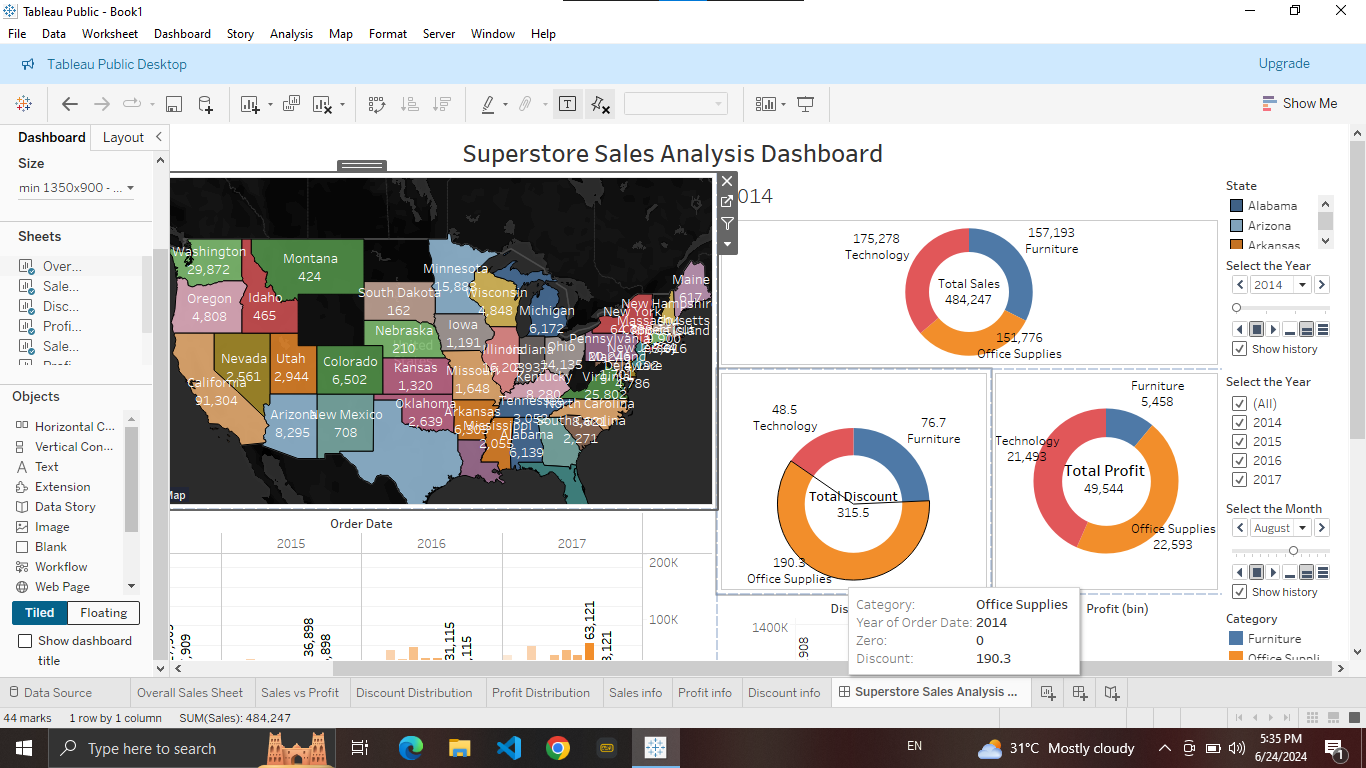 Tableau Public - Book1
File Data Worksheet Dashboard Story Analysis Map Format Server Window Help
Tableau Public Desktop
Upgrade
Show Me
Dashboard Layout
Size
min 1350x900 - ...
Sheets
Over...
Sale...
Disc...
Profi...
Sale...
Objects
Horizontal C...
Vertical Con...
Text
Extension
Data Story
Image
Blank
Workflow
Web Page
Tiled Floating
Show dashboard
title
Superstore Sales Analysis Dashboard
Washington
29,872
Montana
424
Minnesota
15,883
Maine
617
Oregon
4,808
Idaho
465
South Dakota
162
Wisconsin
4,848
Michigan
6,172
New Hampshire
New York
Nebraska
210
Iowa
1,191
Pennsylvania
Nevada
2,561
Utah
2,944
Colorado
6,502
Illinois
Indiana
Ohio
14,135
Delaware
4,786
California
91,304
Kansas
1,320
Missouri
1,648
Kentucky
8,280
Virginia
25,802
Arizona
8,295
New Mexico
708
Oklahoma
2,639
Arkansas
Tennessee
North Carolina
Mississippi
2,055
Alabama
6,139
South Carolina
2,271
Map
014
175,278
Technology
157,193
Furniture
Total Sales
484,247
151,776
Office Supplies
48.5
Technology
76.7
Furniture
Total Discount
315.5
190.3
Office Supplies
Furniture
5,458
Technology
21,493
Total Profit
49,544
Office Supplies
22,593
Order Date
2015 2016 2017
200K
100K
36,898
31,115
63,121
Profit (bin)
1400K
Category: Office Supplies
Year of Order Date: 2014
Zero: 0
Discount: 190.3
State
Alabama
Arizona
Arkansas
Select the Year
2014
Show history
Select the Year
(All)
2014
2015
2016
2017
Select the Month
August
Show history
Category
Furniture
Office Suppli
Data Source Overall Sales Sheet Sales vs Profit Discount Distribution Profit Distribution Sales info Profit info Discount info Superstore Sales Analysis ...
44 marks 1 row by 1 column SUM(Sales): 484,247
Type here to search
EN
31°C Mostly cloudy
5:35 PM
6/24/2024
1